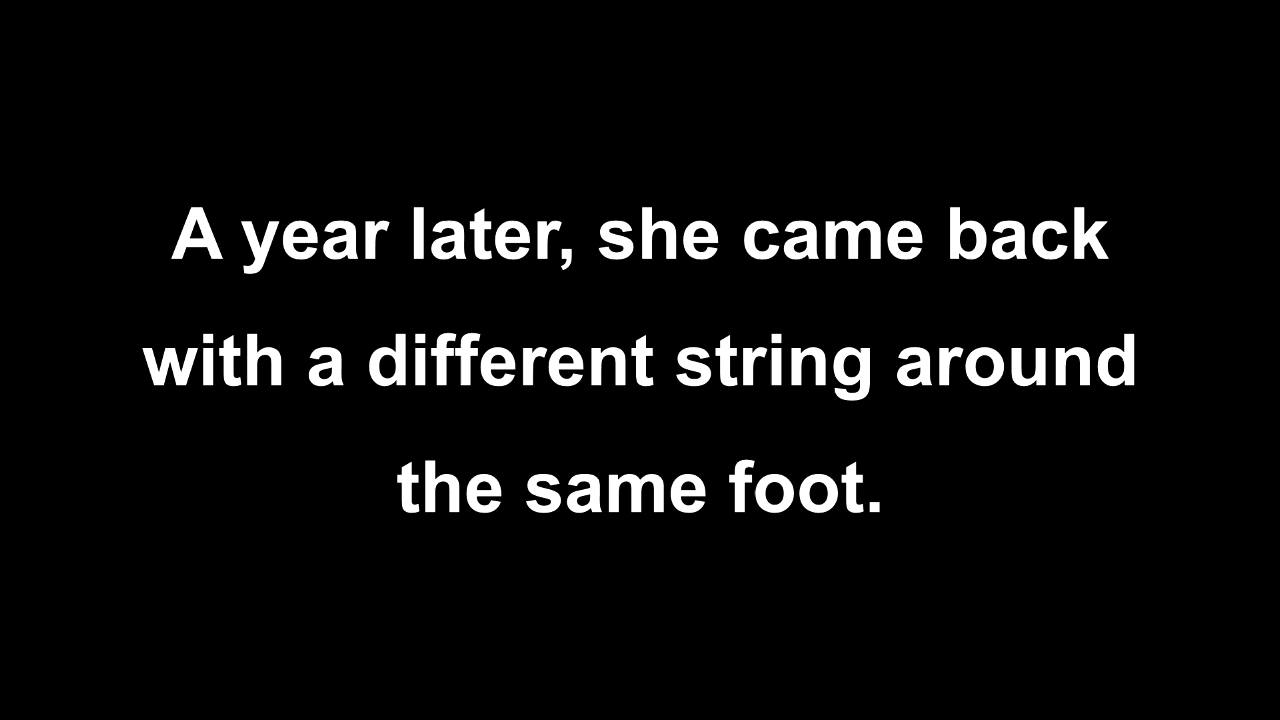 A year later, she came back
with a different string around
the same foot.